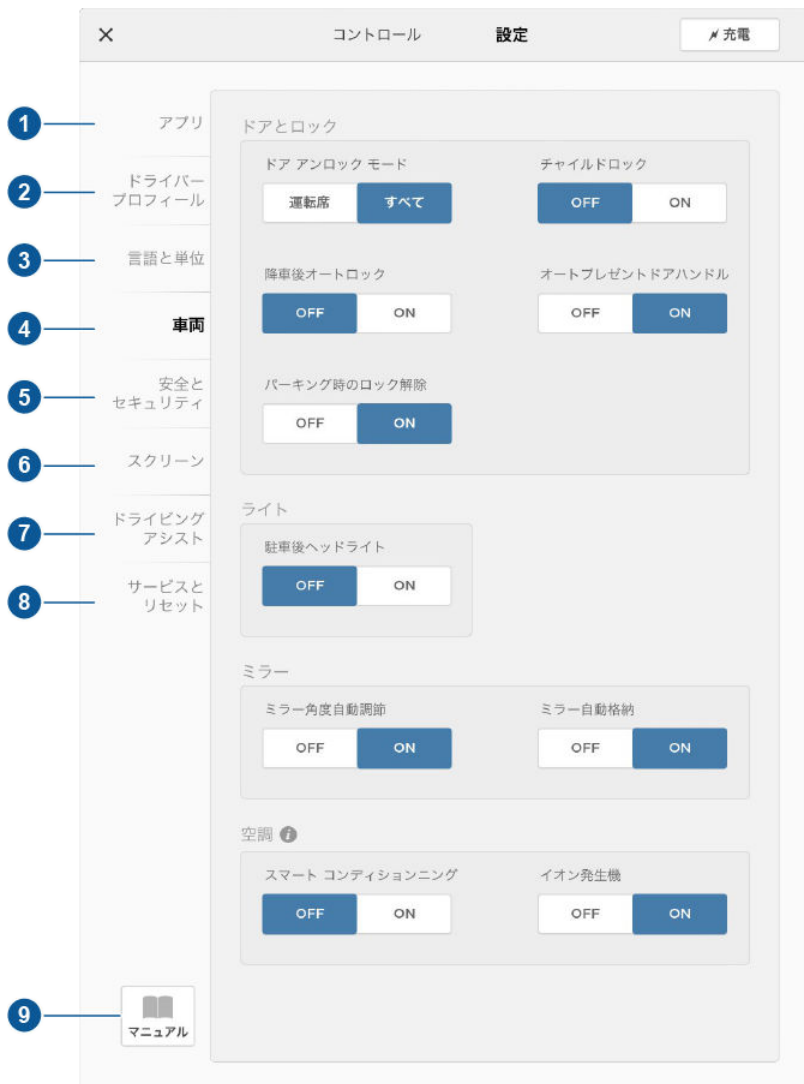 × コントロール 設定 充電
1 アプリ
2 ドライバー
プロフィール
3 言語と単位
4 車両
5 安全と
セキュリティ
6 スクリーン
7 ドライビング
アシスト
8 サービスと
リセット
9 マニュアル
ドアとロック
ドア アンロック モード
運転席 すべて
チャイルドロック
OFF ON
降車後オートロック
OFF ON
オートプレゼントドアハンドル
OFF ON
パーキング時のロック解除
OFF ON
ライト
駐車後ヘッドライト
OFF ON
ミラー
ミラー角度自動調節
OFF ON
ミラー自動格納
OFF ON
空調 i
スマート コンディションニング
OFF ON
イオン発生機
OFF ON